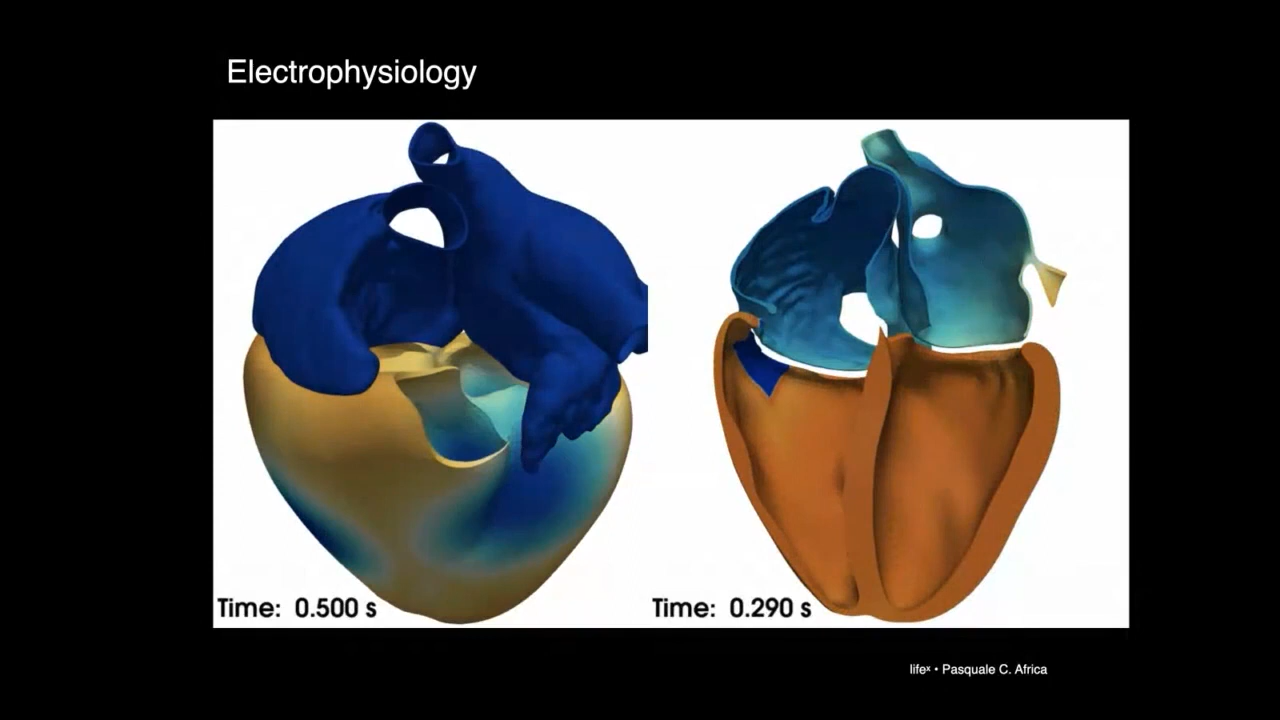 Electrophysiology
Time: 0.500 s
Time: 0.290 s
lifeˣ • Pasquale C. Africa